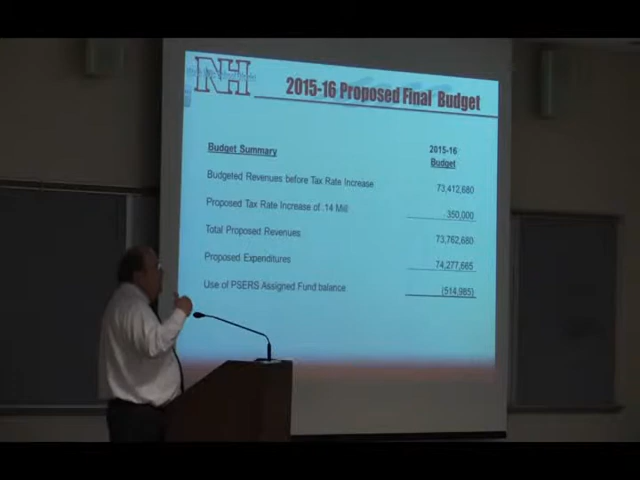 NH
2015-16 Proposed Final Budget
Budget Summary
2015-16
Budget
Budgeted Revenues before Tax Rate Increase 73,412,680
Proposed Tax Rate Increase of .14 Mill 350,000
Total Proposed Revenues 73,762,680
Proposed Expenditures 74,277,665
Use of PSERS Assigned Fund balance (514,985)